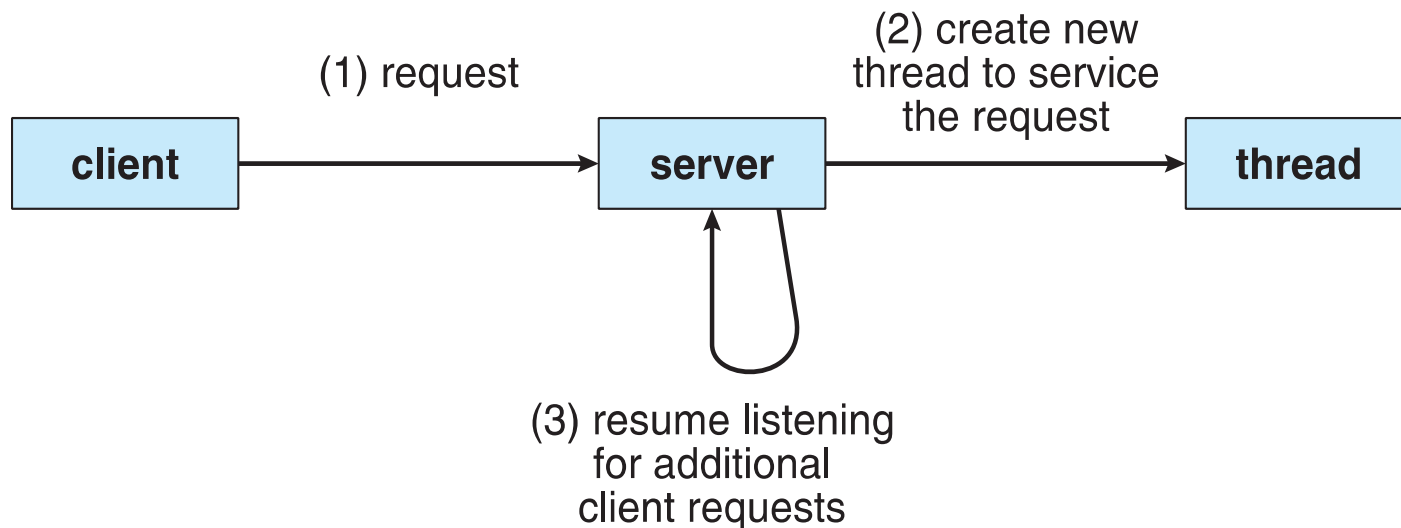 (1) request
(2) create new
thread to service
the request
client
server
thread
(3) resume listening
for additional
client requests